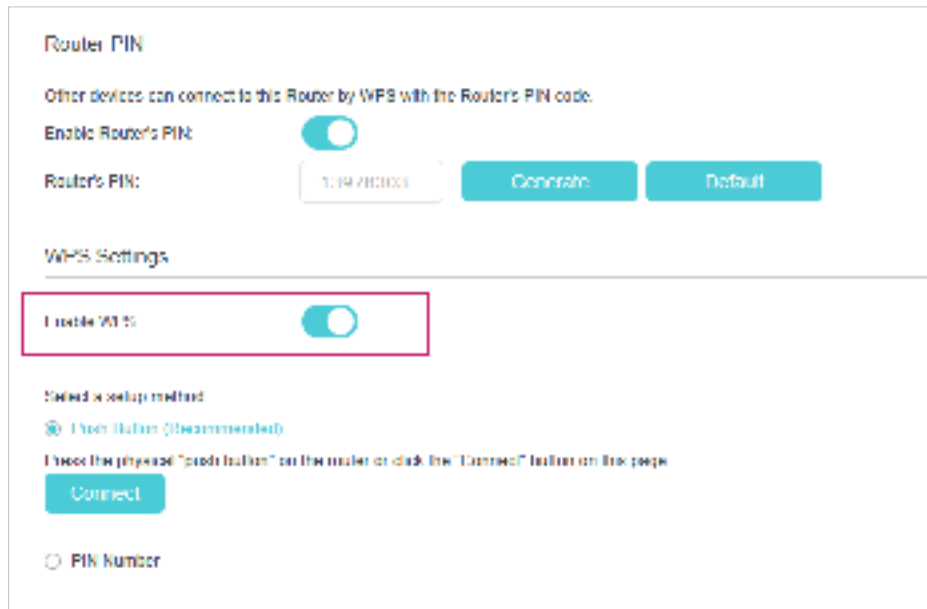 Router PIN
Other devices can connect to this Router by WPS with the Router's PIN code.
Enable Router's PIN:
Router's PIN:
Generate
Default
WPS Settings
Enable WPS
Select a setup method
Push Button (Recommended)
Press the physical "push button" on the router or click the "Connect" button on this page
Connect
PIN Number